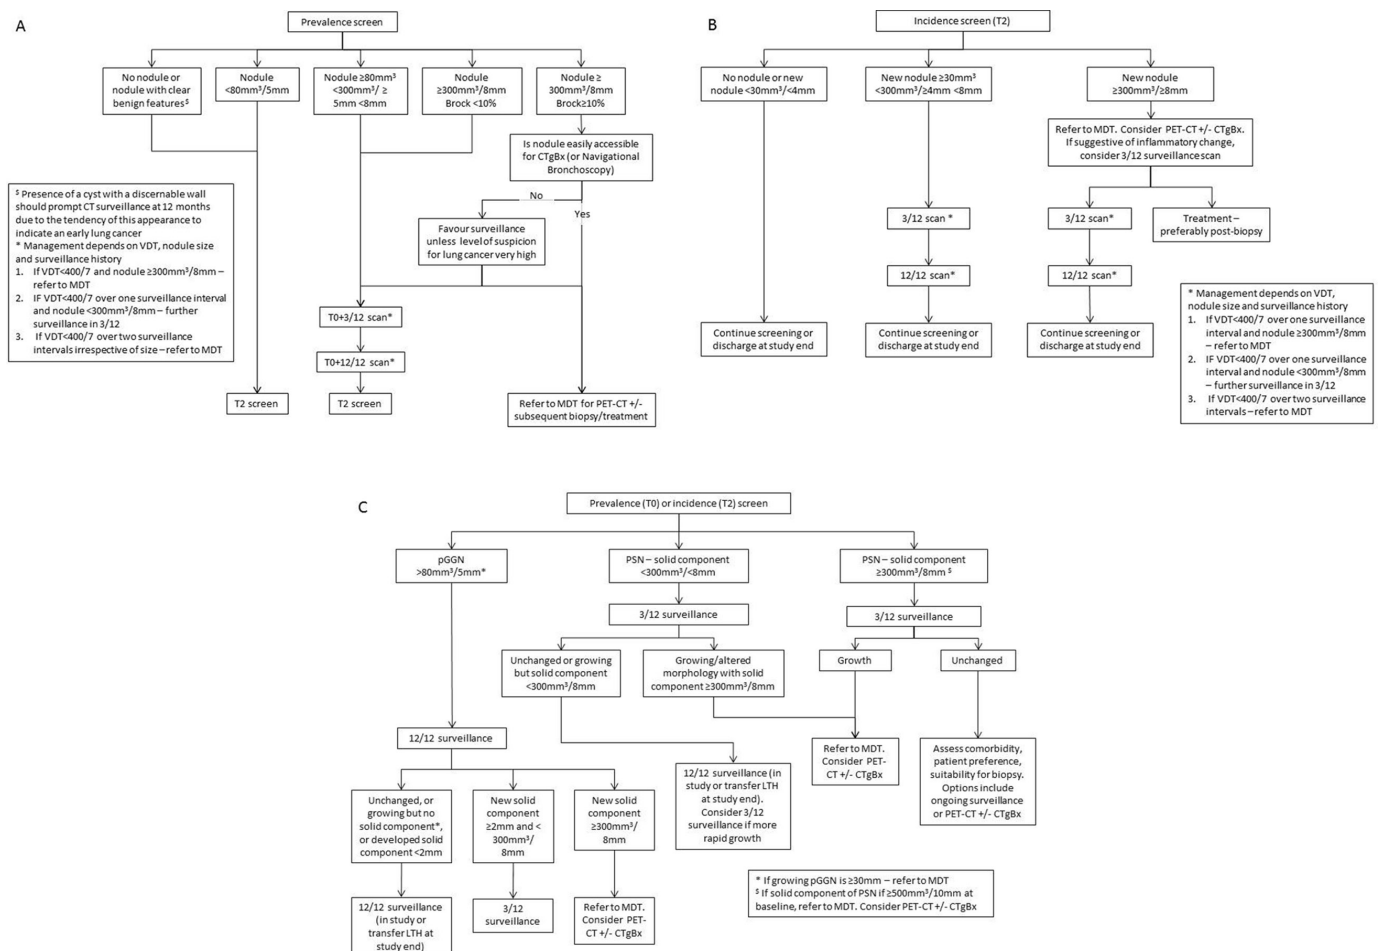 A
Prevalence screen
No nodule or
nodule with clear
benign features$
Nodule
<80mm³/5mm
Nodule ≥80mm³
<300mm³/ ≥
5mm <8mm
Nodule
≥300mm³/8mm
Brock <10%
Nodule ≥
300mm³/8mm
Brock≥10%
Is nodule easily accessible
for CTgBx (or Navigational
Bronchoscopy)
No
Yes
Favour surveillance
unless level of suspicion
for lung cancer very high
$ Presence of a cyst with a discernable wall
should prompt CT surveillance at 12 months
due to the tendency of this appearance to
indicate an early lung cancer
* Management depends on VDT, nodule size
and surveillance history
1. If VDT<400/7 and nodule ≥300mm³/8mm –
refer to MDT
2. IF VDT<400/7 over one surveillance interval
and nodule <300mm³/8mm – further
surveillance in 3/12
3. If VDT<400/7 over two surveillance
intervals irrespective of size – refer to MDT
T0+3/12 scan*
T0+12/12 scan*
T2 screen
T2 screen
Refer to MDT for PET-CT +/-
subsequent biopsy/treatment
B
Incidence screen (T2)
No nodule or new
nodule <30mm³/<4mm
New nodule ≥30mm³
<300mm³/≥4mm <8mm
New nodule
≥300mm³/≥8mm
Refer to MDT. Consider PET-CT +/- CTgBx.
If suggestive of inflammatory change,
consider 3/12 surveillance scan
3/12 scan *
3/12 scan*
Treatment –
preferably post-biopsy
12/12 scan*
12/12 scan*
Continue screening or
discharge at study end
Continue screening or
discharge at study end
Continue screening or
discharge at study end
* Management depends on VDT,
nodule size and surveillance history
1. If VDT<400/7 over one surveillance
interval and nodule ≥300mm³/8mm
– refer to MDT
2. IF VDT<400/7 over one surveillance
interval and nodule <300mm³/8mm
– further surveillance in 3/12
3. If VDT<400/7 over two surveillance
intervals – refer to MDT
C
Prevalence (T0) or incidence (T2) screen
pGGN
>80mm³/5mm*
PSN – solid component
<300mm³/<8mm
PSN – solid component
≥300mm³/8mm $
3/12 surveillance
3/12 surveillance
Unchanged or growing
but solid component
<300mm³/8mm
Growing/altered
morphology with solid
component ≥300mm³/8mm
Growth
Unchanged
12/12 surveillance
Refer to MDT.
Consider PET-
CT +/- CTgBx
Assess comorbidity,
patient preference,
suitability for biopsy.
Options include
ongoing surveillance
or PET-CT +/- CTgBx
12/12 surveillance (in
study or transfer LTH
at study end).
Consider 3/12
surveillance if more
rapid growth
Unchanged, or
growing but no
solid component*,
or developed solid
component <2mm
New solid
component
≥2mm and <
300mm³/
8mm
New solid
component
≥300mm³/
8mm
12/12 surveillance
(in study or
transfer LTH at
study end)
3/12
surveillance
Refer to MDT.
Consider PET-
CT +/- CTgBx
* If growing pGGN is ≥30mm – refer to MDT
$ If solid component of PSN if ≥500mm³/10mm at
baseline, refer to MDT. Consider PET-CT +/- CTgBx